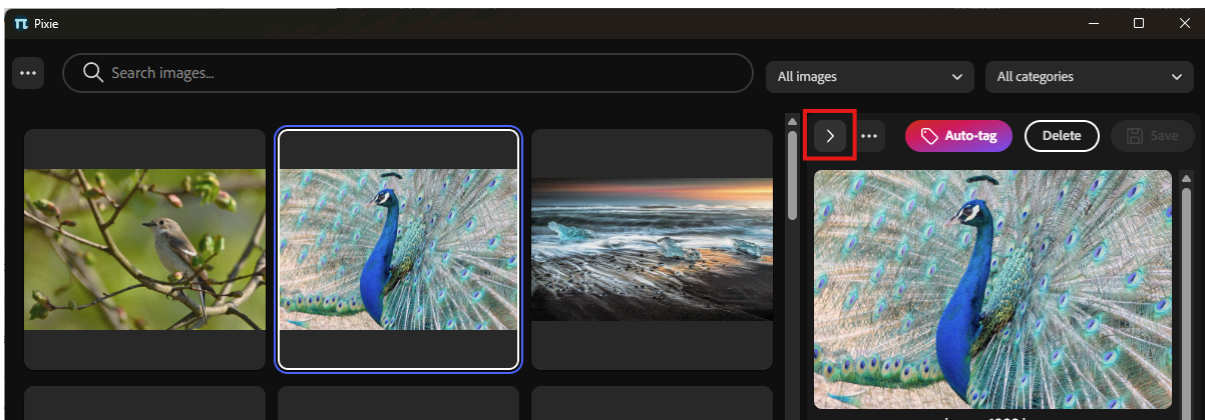 Pixie
Search images...
All images
All categories
Auto-tag
Delete
Save